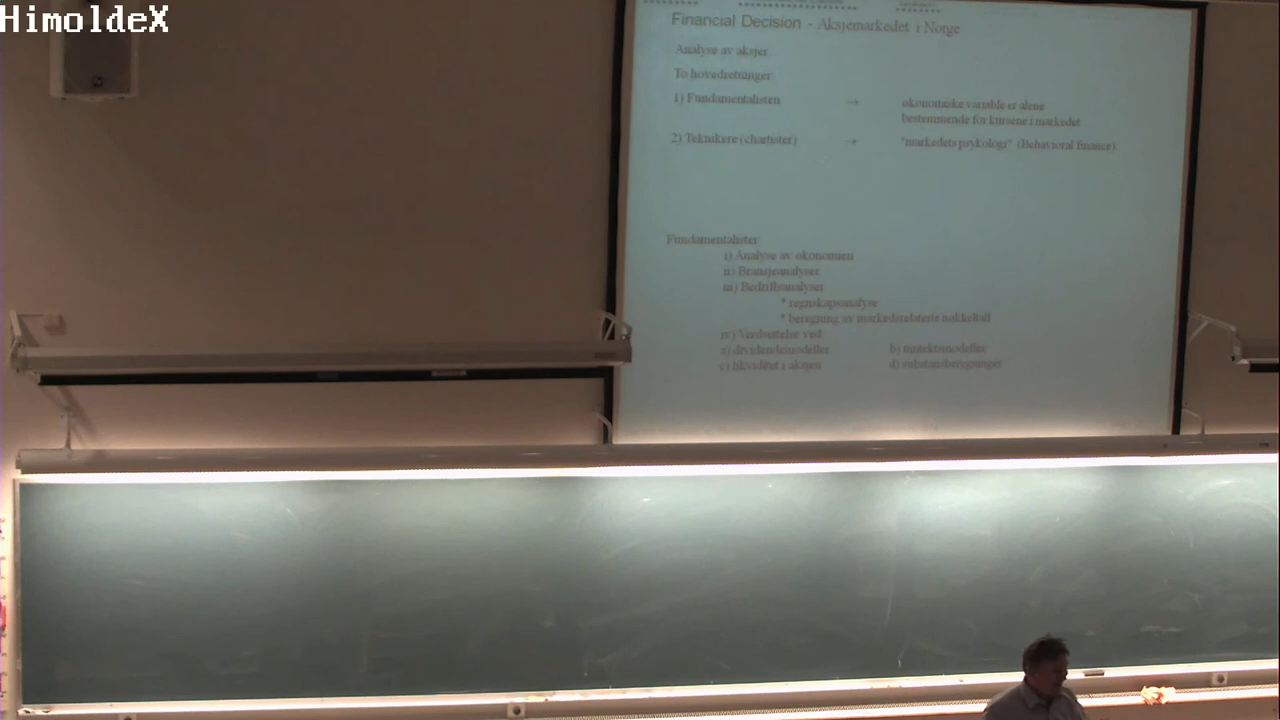 HimoldeX
Financial Decision - Aksjemarkedet i Norge
Analyse av aksjer
To hovedretninger:
1) Fundamentalisten → økonomiske variable er alene
bestemmende for kursene i markedet
2) Teknikere (chartister) → "markedets psykologi" (Behavioral finance)
Fundamentalister
i) Analyse av økonomien
ii) Bransjeanalyser
iii) Bedriftsanalyser
* regnskapsanalyse
* beregning av markedsrelaterte nøkkeltall
iv) Verdsettelse ved
a) dividendemodeller b) inntektsmodeller
c) likviditet i aksjen d) substansberegninger